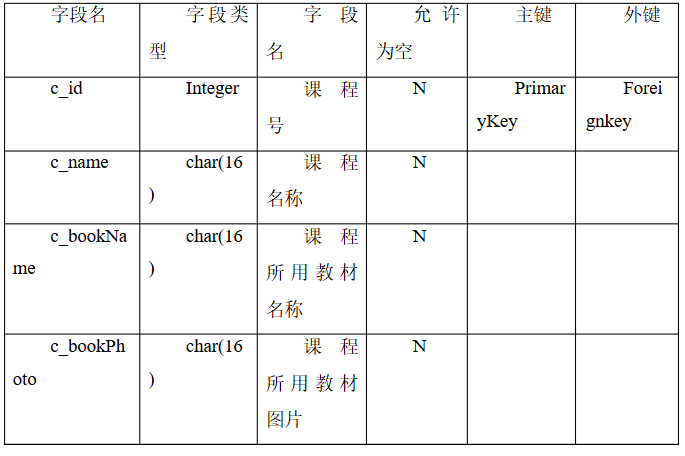 字段名 字段类型 字段名 允许为空 主键 外键
c_id Integer 课程号 N PrimaryKey Foreignkey
c_name char(16) 课程名称 N
c_bookName char(16) 课程所用教材名称 N
c_bookPhoto char(16) 课程所用教材图片 N